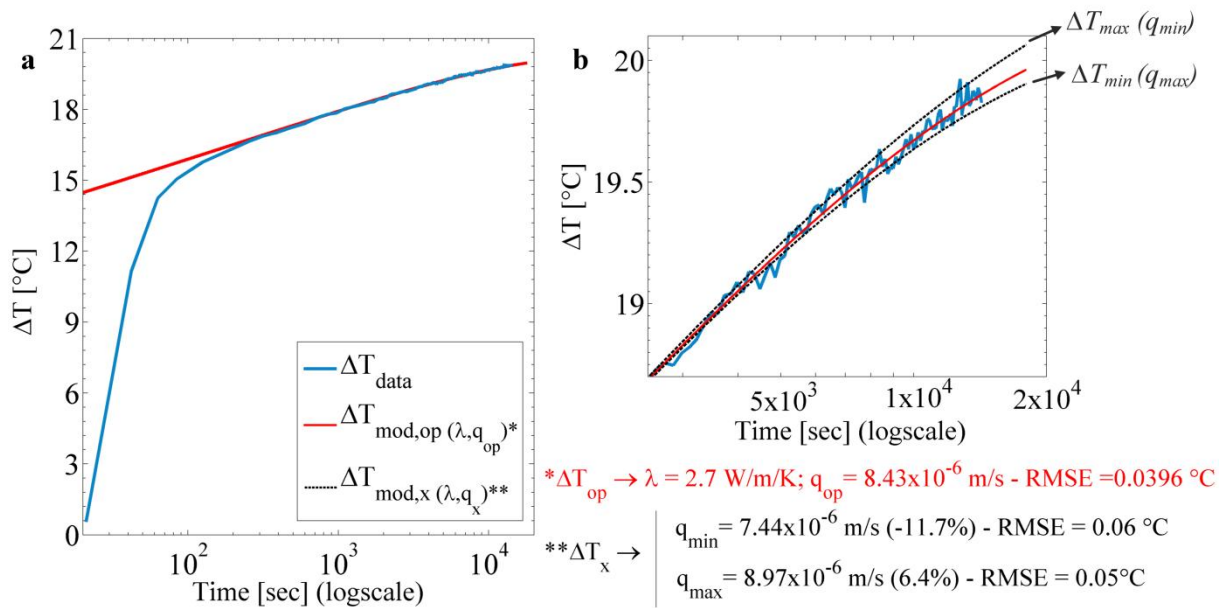 a
21
18
15
12
9
6
3
0
ΔT [°C]
10²
10³
10⁴
Time [sec] (logscale)
ΔT_data
ΔT_mod,op (λ,q_op)*
ΔT_mod,x (λ,q_x)**
b
ΔT_max (q_min)
ΔT_min (q_max)
20
19.5
19
ΔT [°C]
5x10³
1x10⁴
2x10⁴
Time [sec] (logscale)
*ΔT_op → λ = 2.7 W/m/K; q_op = 8.43x10⁻⁶ m/s - RMSE =0.0396 °C
**ΔT_x →
q_min = 7.44x10⁻⁶ m/s (-11.7%) - RMSE = 0.06 °C
q_max = 8.97x10⁻⁶ m/s (6.4%) - RMSE = 0.05°C